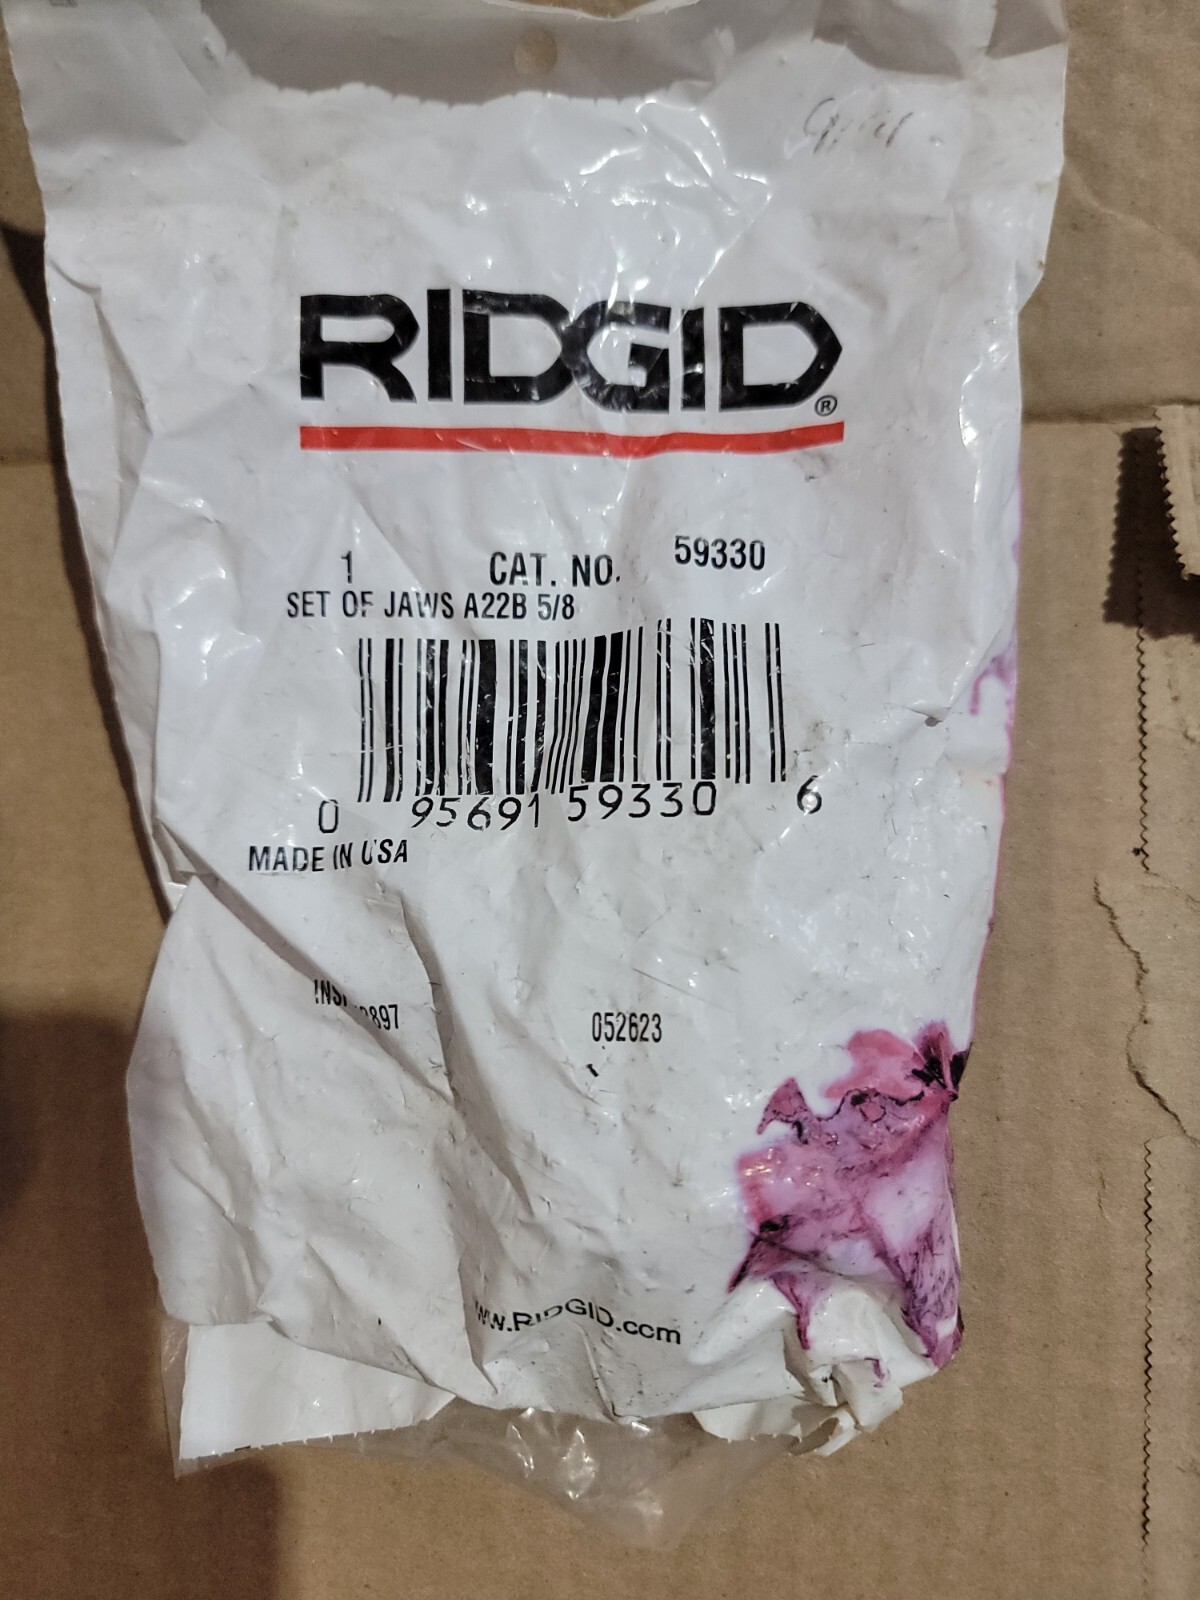 RIDGID®
1 CAT. NO. 59330
SET OF JAWS A22B 5/8
0 95691 59330 6
MADE IN USA
052623
www.RIDGID.com